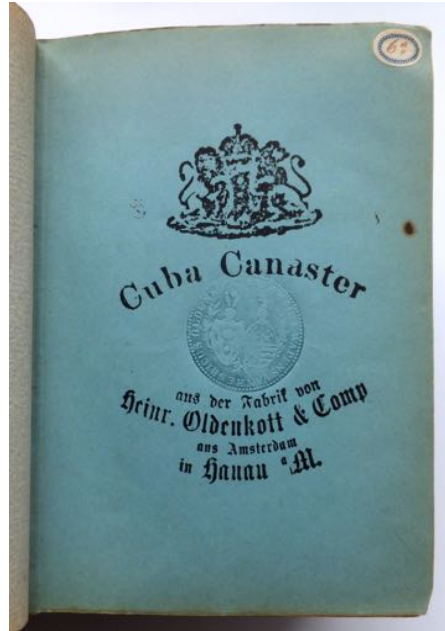 Cuba Canaster
aus der Fabrik von
Heinr. Oldenkott & Comp
aus Amsterdam
in Hanau a M.